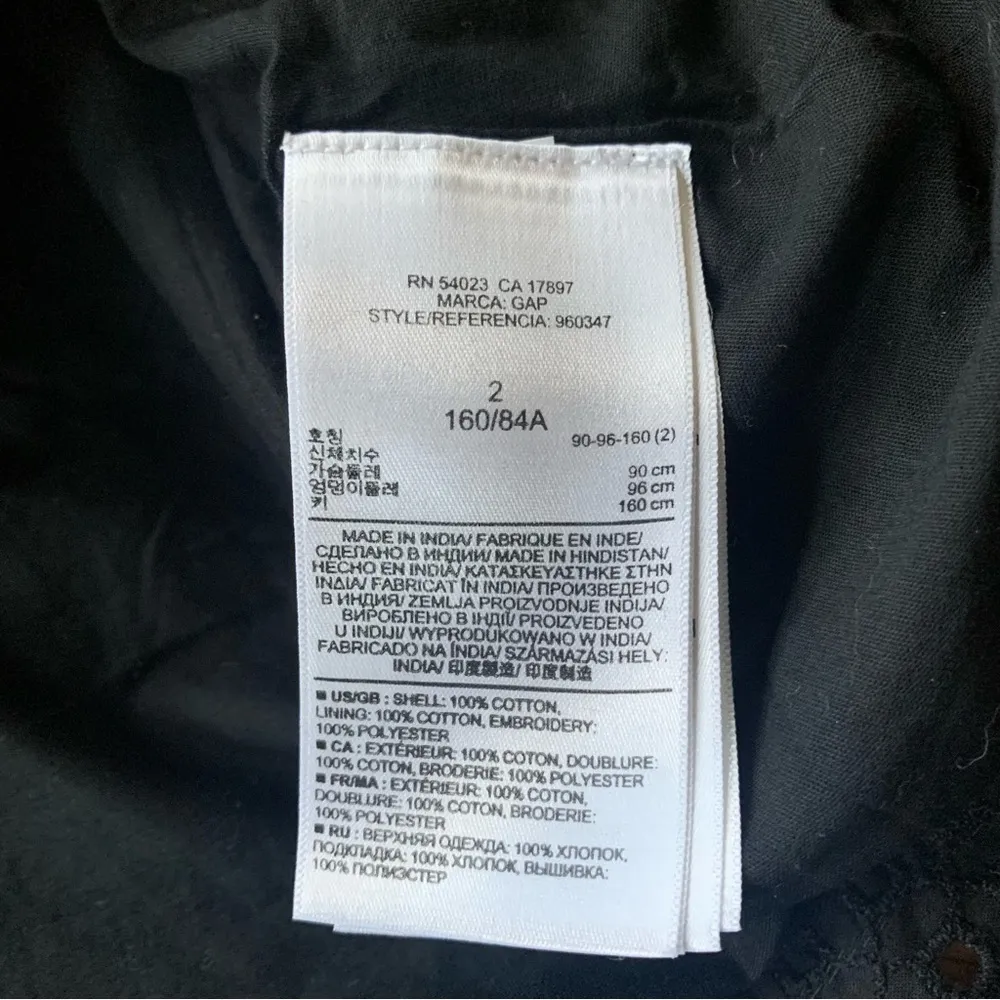 RN 54023 CA 17897
MARCA: GAP
STYLE/REFERENCIA: 960347
2
160/84A
호칭 90-96-160 (2)
신체치수
가슴둘레 90 cm
엉덩이둘레 96 cm
키 160 cm
MADE IN INDIA/ FABRIQUE EN INDE/
СДЕЛАНО В ИНДИИ/ MADE IN HINDISTAN/
HECHO EN INDIA/ ΚΑΤΑΣΚΕΥΑΣΤΗΚΕ ΣΤΗΝ
ΙΝΔΙΑ/ FABRICAT ÎN INDIA/ ПРОИЗВЕДЕНО
В ИНДИЯ/ ZEMLJA PROIZVODNJE INDIJA/
ВИРОБЛЕНО В ІНДІЇ/ PROIZVEDENO
U INDIJI/ WYPRODUKOWANO W INDIA/
FABRICADO NA ÍNDIA/ SZÁRMAZÁSI HELY:
INDIA/ 印度製造/ 印度制造
■ US/GB : SHELL: 100% COTTON,
LINING: 100% COTTON, EMBROIDERY:
100% POLYESTER
■ CA : EXTÉRIEUR: 100% COTON, DOUBLURE:
100% COTON, BRODERIE: 100% POLYESTER
■ FR/MA : EXTÉRIEUR: 100% COTON,
DOUBLURE: 100% COTON, BRODERIE:
100% POLYESTER
■ RU : ВЕРХНЯЯ ОДЕЖДА: 100% ХЛОПОК,
ПОДКЛАДКА: 100% ХЛОПОК, ВЫШИВКА:
100% ПОЛИЭСТЕР